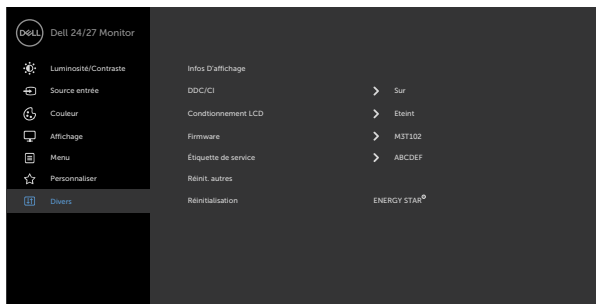 DELL Dell 24/27 Monitor
Luminosité/Contraste Infos D'affichage
Source entrée DDC/CI Sur
Couleur Condtionnement LCD Eteint
Affichage Firmware M3T102
Menu Étiquette de service ABCDEF
Personnaliser Réinit. autres
Divers Réinitialisation ENERGY STAR®